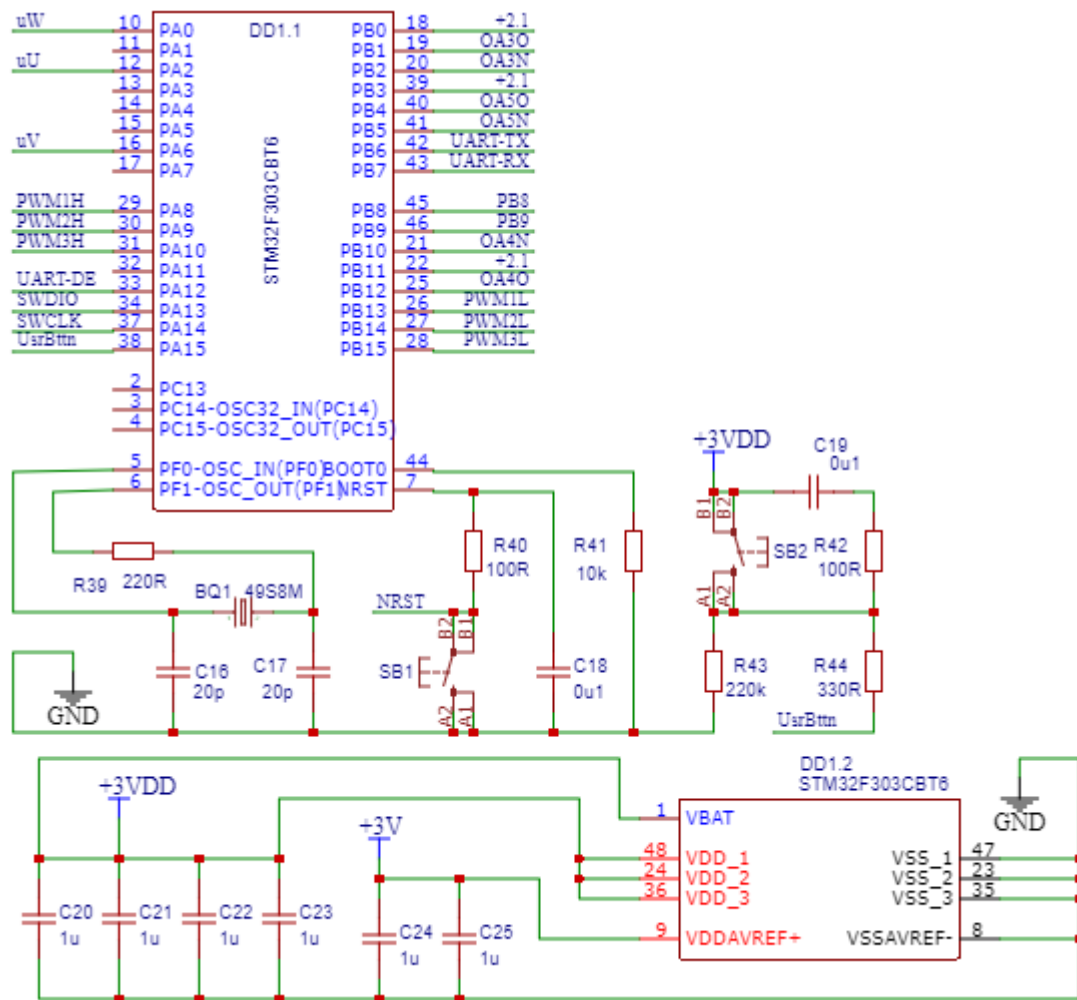 uW 10 PA0 DD1.1 PB0 18 +2.1
11 PA1 PB1 19 OA3O
uU 12 PA2 PB2 20 OA3N
13 PA3 PB3 39 +2.1
14 PA4 PB4 40 OA5O
15 PA5 PB5 41 OA5N
uV 16 PA6 PB6 42 UART-TX
17 PA7 PB7 43 UART-RX
STM32F303CBT6
PWM1H 29 PA8 PB8 45 PB8
PWM2H 30 PA9 PB9 46 PB9
PWM3H 31 PA10 PB10 21 OA4N
32 PA11 PB11 22 +2.1
UART-DE 33 PA12 PB12 25 OA4O
SWDIO 34 PA13 PB13 26 PWM1L
SWCLK 37 PA14 PB14 27 PWM2L
UsrBttn 38 PA15 PB15 28 PWM3L
2 PC13
3 PC14-OSC32_IN(PC14)
4 PC15-OSC32_OUT(PC15)
5 PF0-OSC_IN(PF0) BOOT0 44
6 PF1-OSC_OUT(PF1) NRST 7
+3VDD
C19
0u1
B1 B2
SB2
A1 A2
R42
100R
R40
100R
R41
10k
R39 220R
BQ1 49S8M
NRST
B2 B1
SB1
A2 A1
C16
20p
C17
20p
C18
0u1
R43
220k
R44
330R
GND
UsrBttn
DD1.2
STM32F303CBT6
+3VDD
+3V
GND
1 VBAT
48 VDD_1 VSS_1 47
24 VDD_2 VSS_2 23
36 VDD_3 VSS_3 35
9 VDDAVREF+ VSSAVREF- 8
C20
1u
C21
1u
C22
1u
C23
1u
C24
1u
C25
1u